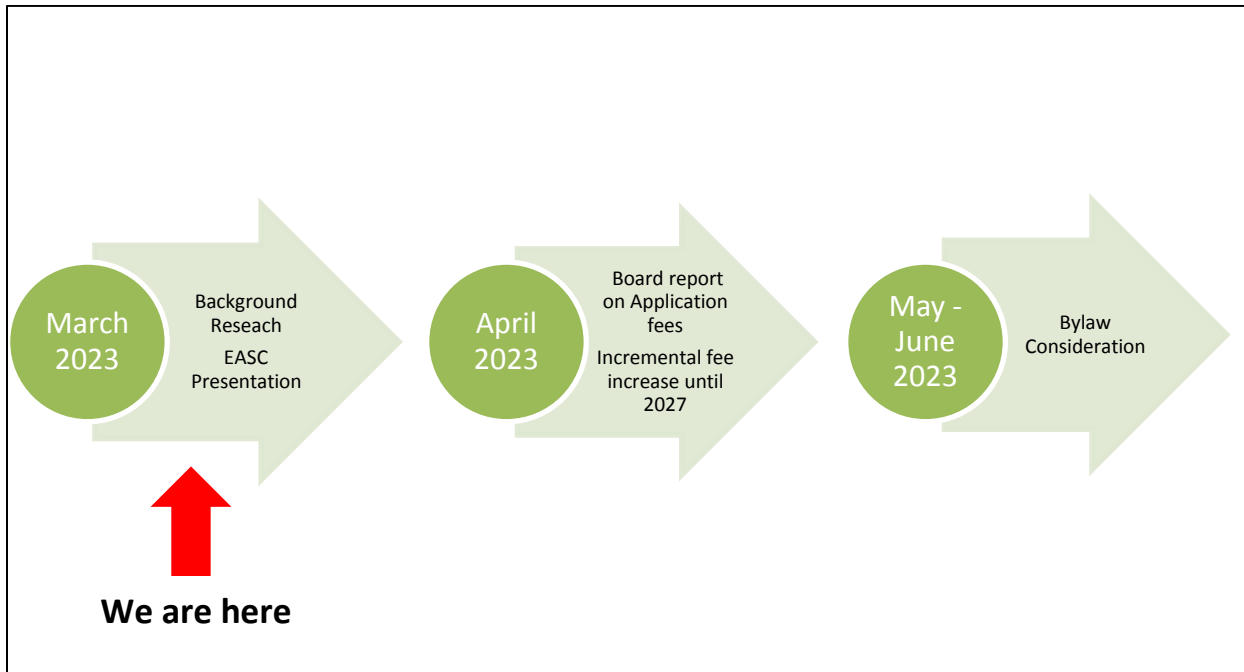 March
2023
Background
Reseach
EASC
Presentation
April
2023
Board report
on Application
fees
Incremental fee
increase until
2027
May -
June
2023
Bylaw
Consideration
We are here